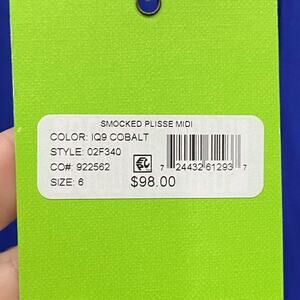 SMOCKED PLISSE MIDI
COLOR: IQ9 COBALT
STYLE: 02F340
CO#: 922562
SIZE: 6
$98.00
7 24432 61293 7